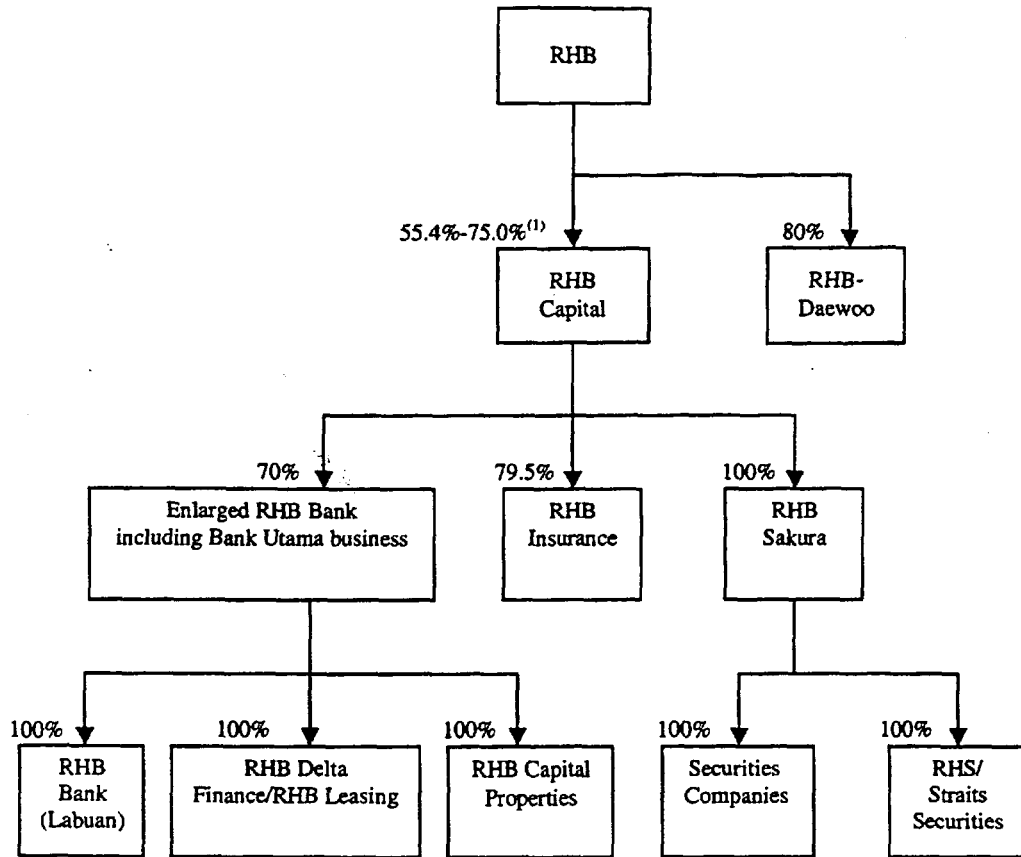 RHB
55.4%-75.0%(1)
80%
RHB
Capital
RHB-
Daewoo
70%
79.5%
100%
Enlarged RHB Bank
including Bank Utama business
RHB
Insurance
RHB
Sakura
100%
100%
100%
100%
100%
RHB
Bank
(Labuan)
RHB Delta
Finance/RHB Leasing
RHB Capital
Properties
Securities
Companies
RHS/
Straits
Securities